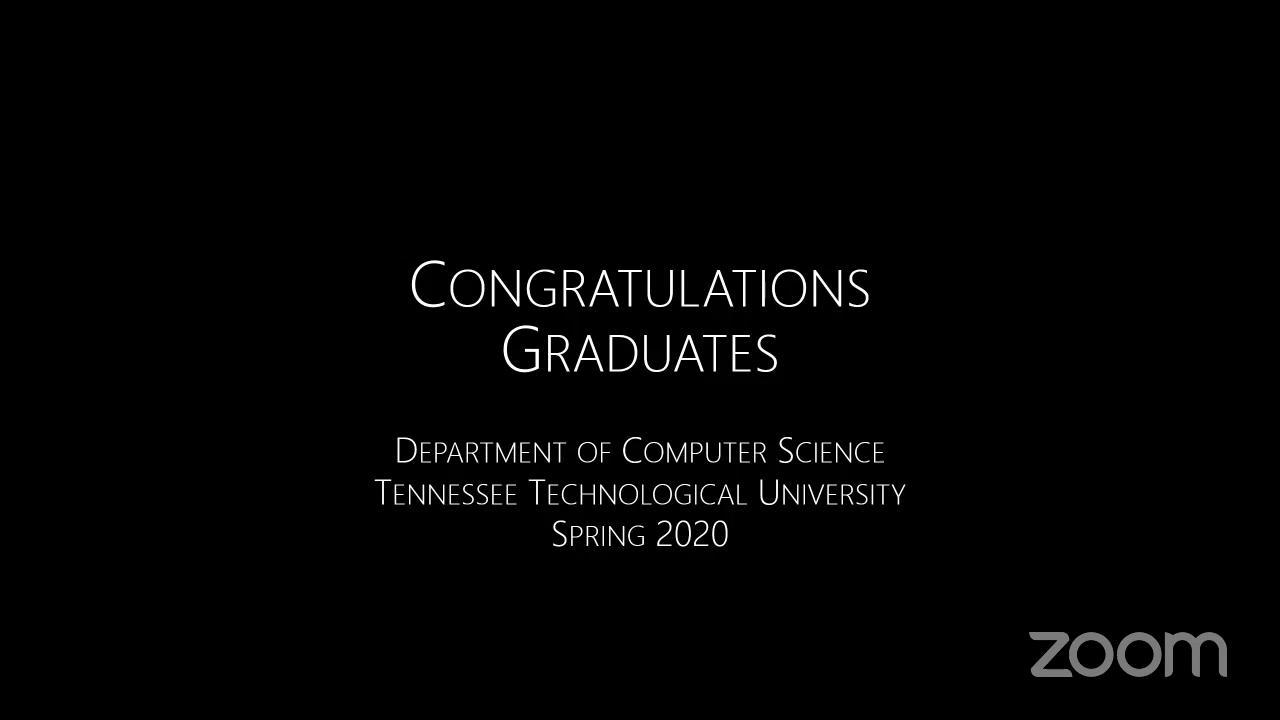 Congratulations
Graduates
Department of Computer Science
Tennessee Technological University
Spring 2020
zoom